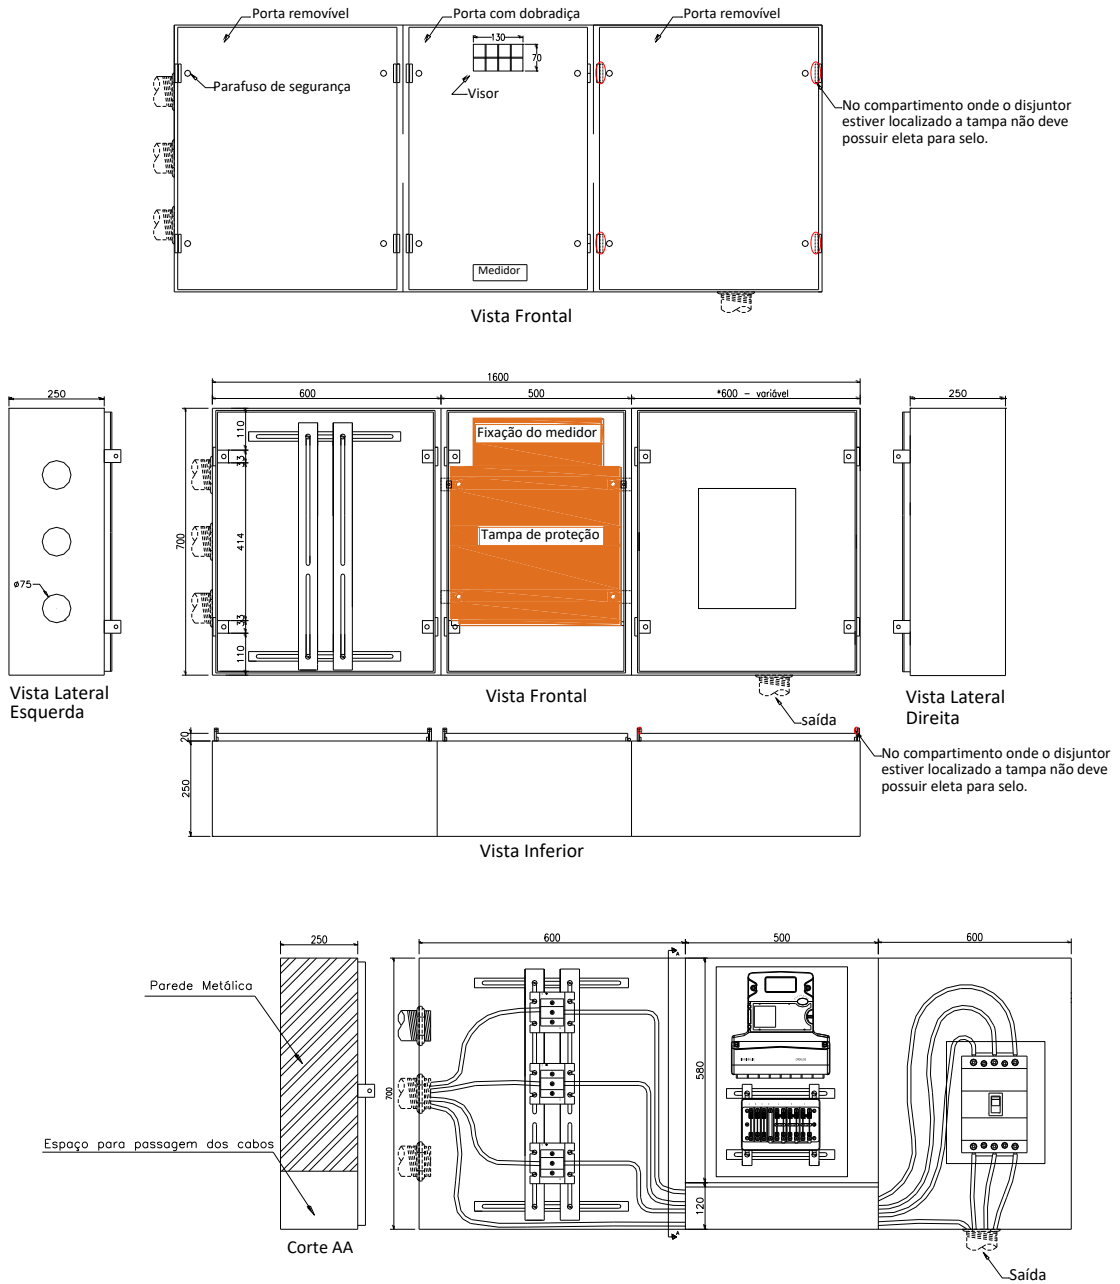 Porta removível
Porta com dobradiça
Porta removível
130
70
Parafuso de segurança
Visor
No compartimento onde o disjuntor
estiver localizado a tampa não deve
possuir eleta para selo.
Medidor
Vista Frontal
250
1600
600
500
*600 - variável
250
110
33
414
33
110
700
Fixação do medidor
Tampa de proteção
ø75
Vista Lateral
Esquerda
Vista Frontal
saída
Vista Lateral
Direita
20
250
No compartimento onde o disjuntor
estiver localizado a tampa não deve
possuir eleta para selo.
Vista Inferior
250
600
500
600
A
Parede Metálica
700
580
120
Espaço para passagem dos cabos
A
Corte AA
Saída